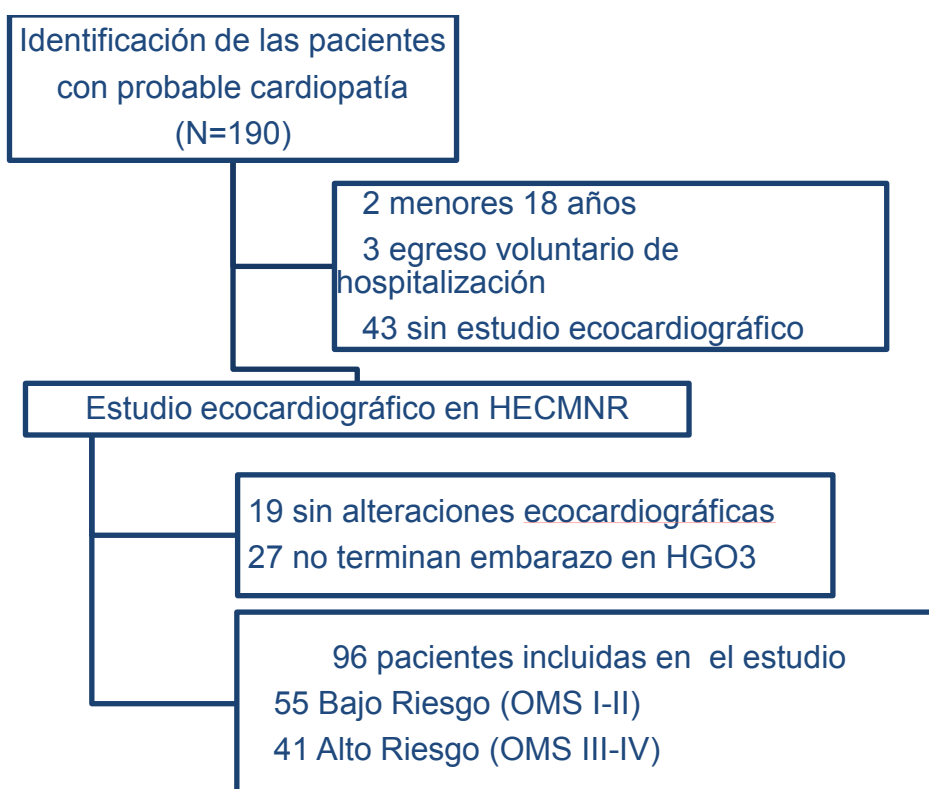 Identificación de las pacientes
con probable cardiopatía
(N=190)
2 menores 18 años
3 egreso voluntario de
hospitalización
43 sin estudio ecocardiográfico
Estudio ecocardiográfico en HECMNR
19 sin alteraciones ecocardiográficas
27 no terminan embarazo en HGO3
96 pacientes incluidas en el estudio
55 Bajo Riesgo (OMS I-II)
41 Alto Riesgo (OMS III-IV)